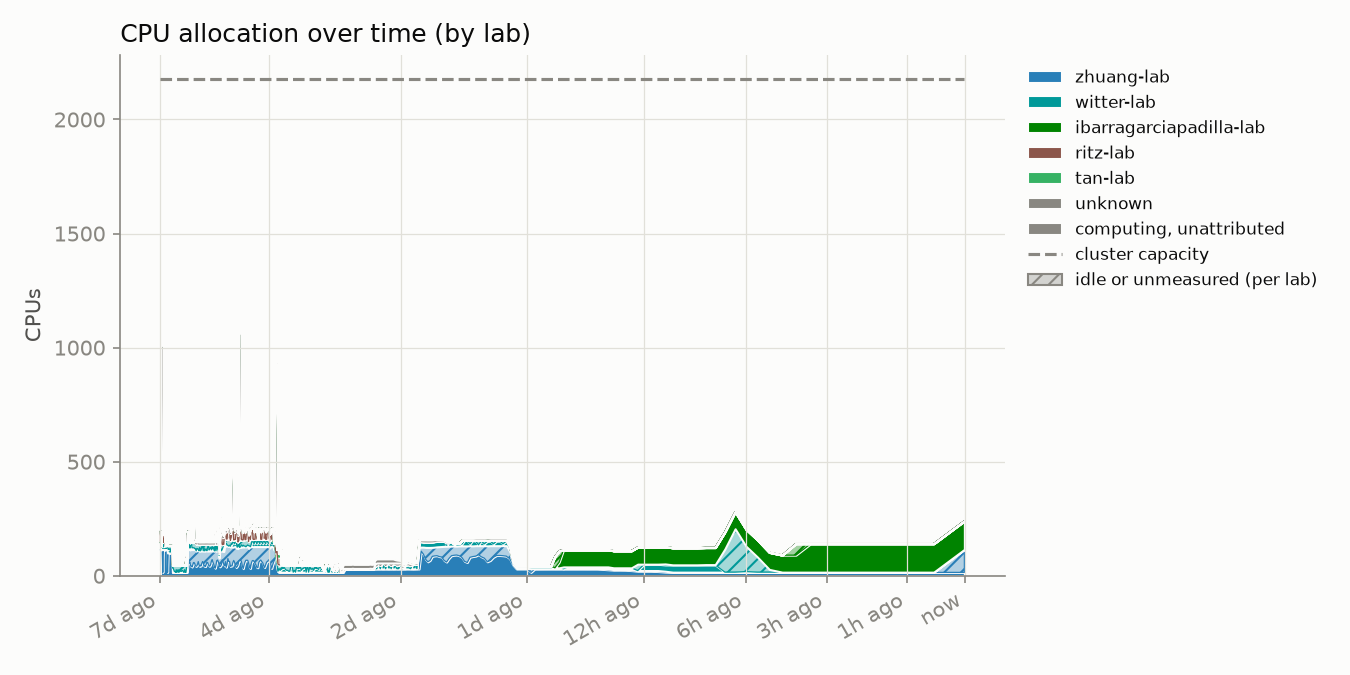 CPU allocation over time (by lab)
CPUs
2000
1500
1000
500
0
7d ago
4d ago
2d ago
1d ago
12h ago
6h ago
3h ago
1h ago
now
zhuang-lab
witter-lab
ibarragarciapadilla-lab
ritz-lab
tan-lab
unknown
computing, unattributed
cluster capacity
idle or unmeasured (per lab)